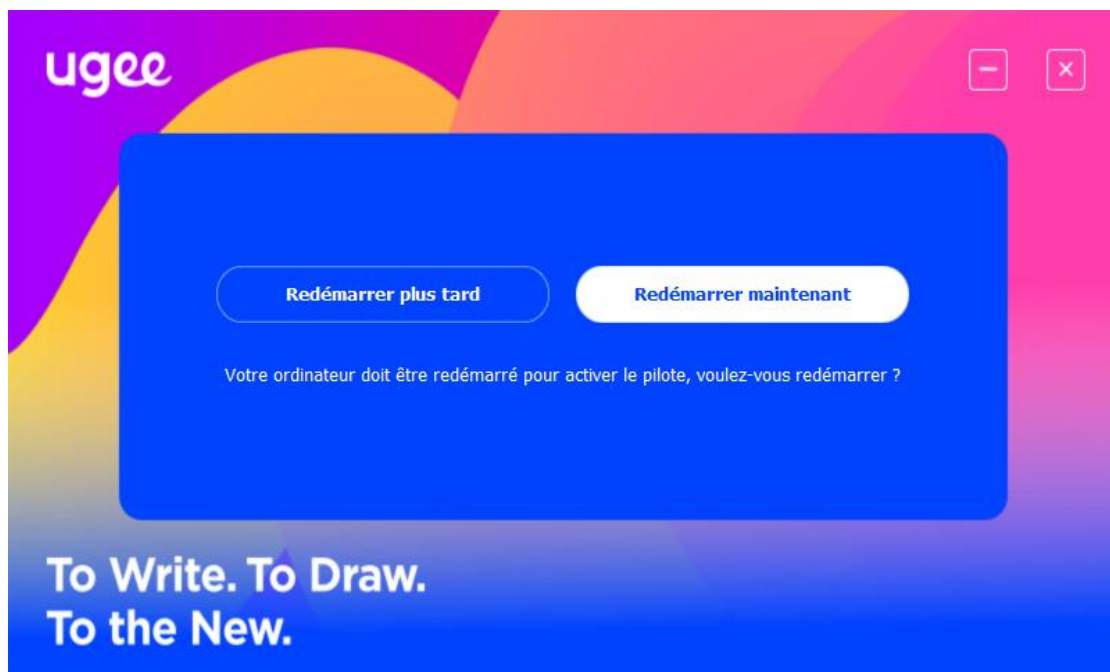 ugee
Redémarrer plus tard
Redémarrer maintenant
Votre ordinateur doit être redémarré pour activer le pilote, voulez-vous redémarrer ?
To Write. To Draw.
To the New.